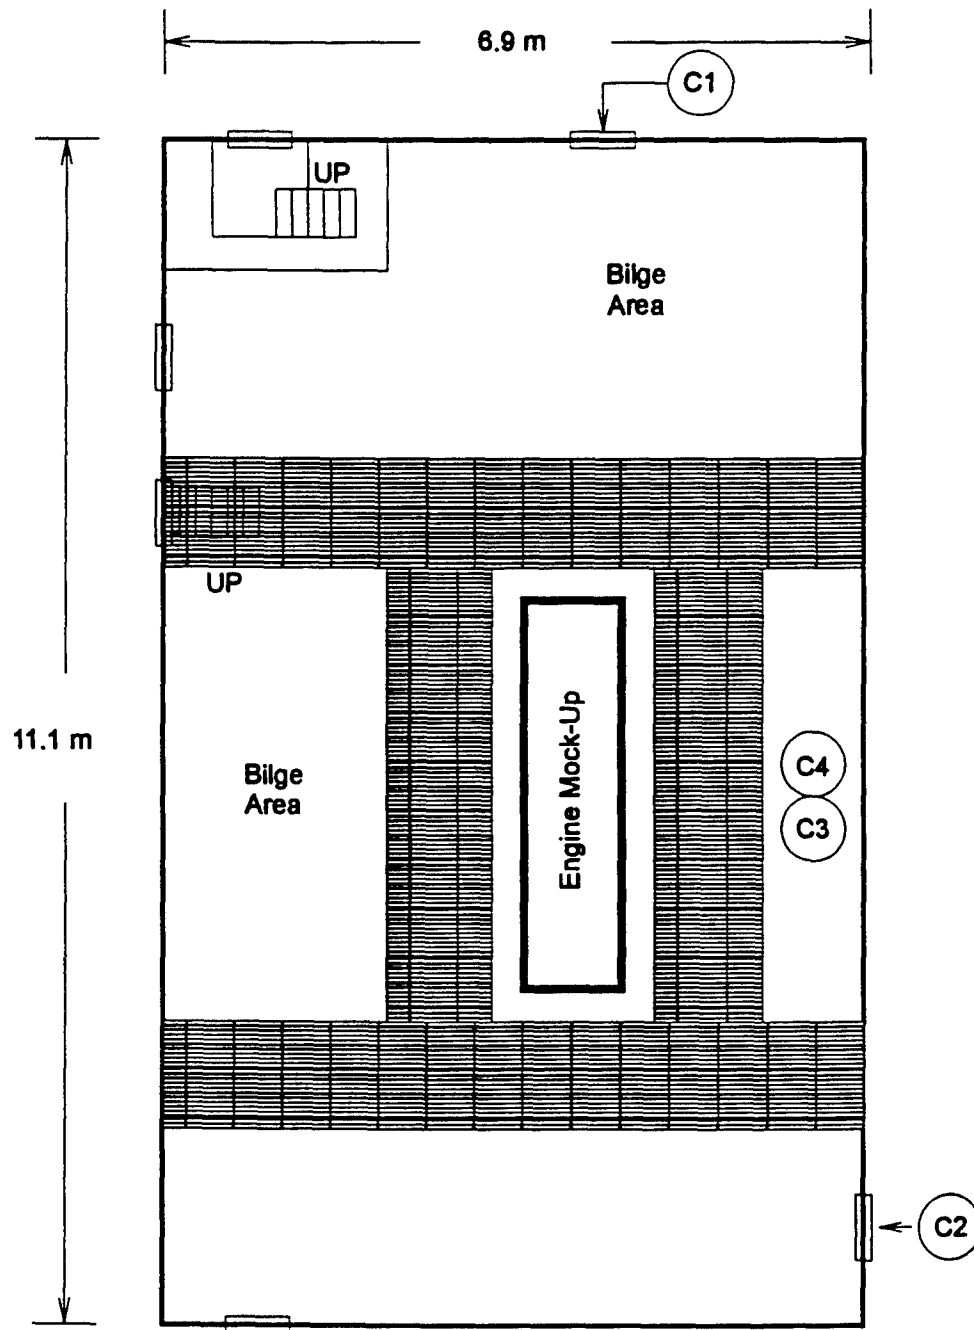 6.9 m
C1
UP
Bilge
Area
UP
11.1 m
Engine Mock-Up
Bilge
Area
C4
C3
C2